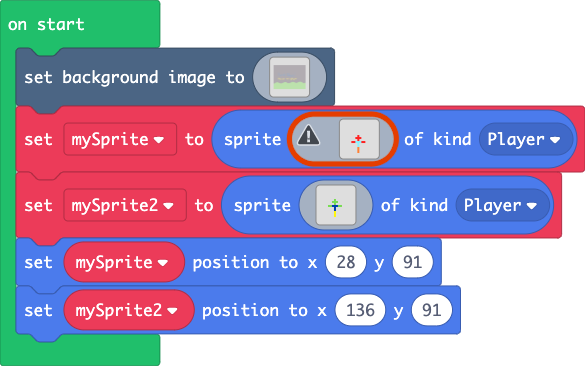 on start
set background image to
set mySprite to sprite of kind Player
set mySprite2 to sprite of kind Player
set mySprite position to x 28 y 91
set mySprite2 position to x 136 y 91